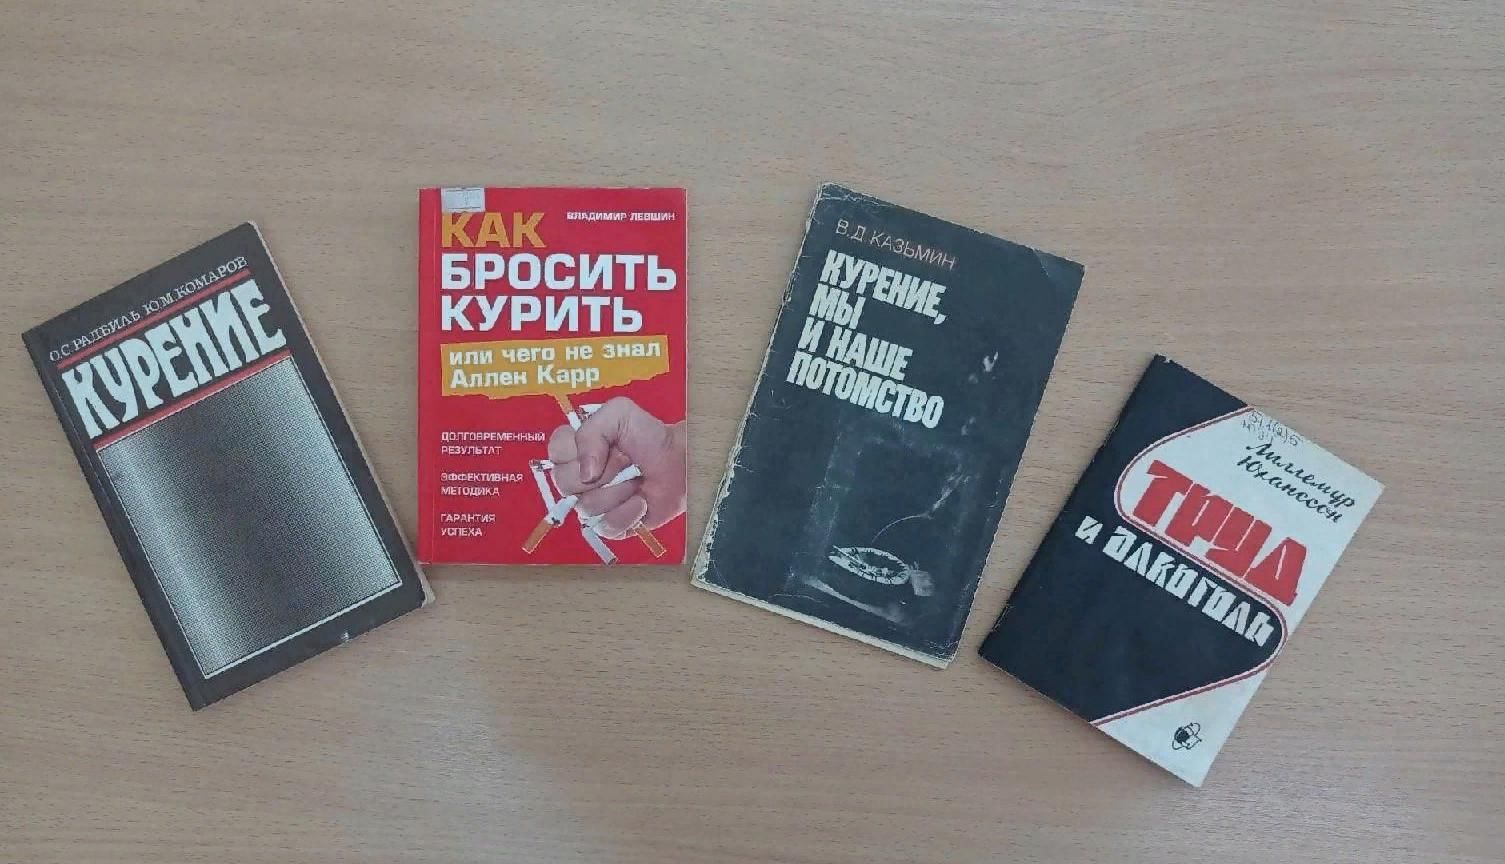 О.С. РАДБИЛЬ Ю.М. КОМАРОВ
КУРЕНИЕ
ВЛАДИМИР ЛЕВШИН
КАК
БРОСИТЬ
КУРИТЬ
или чего не знал
Аллен Карр
ДОЛГОВРЕМЕННЫЙ
РЕЗУЛЬТАТ
ЭФФЕКТИВНАЯ
МЕТОДИКА
ГАРАНТИЯ
УСПЕХА
В.Д. КАЗЬМИН
КУРЕНИЕ,
МЫ
И НАШЕ
ПОТОМСТВО
Лиллемур
Юханссон
ТРУД
И АЛКОГОЛЬ